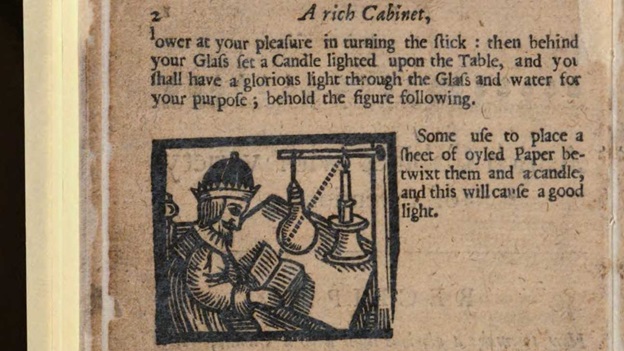 2 A rich Cabinet,
lower at your pleaſure in turning the ſtick : then behind
your Glaſs ſet a Candle lighted upon the Table, and you
ſhall have a glorious light through the Glaſs and water for
your purpoſe ; behold the figure following.
Some uſe to place a
ſheet of oyled Paper be-
twixt them and a candle,
and this will cauſe a good
light.